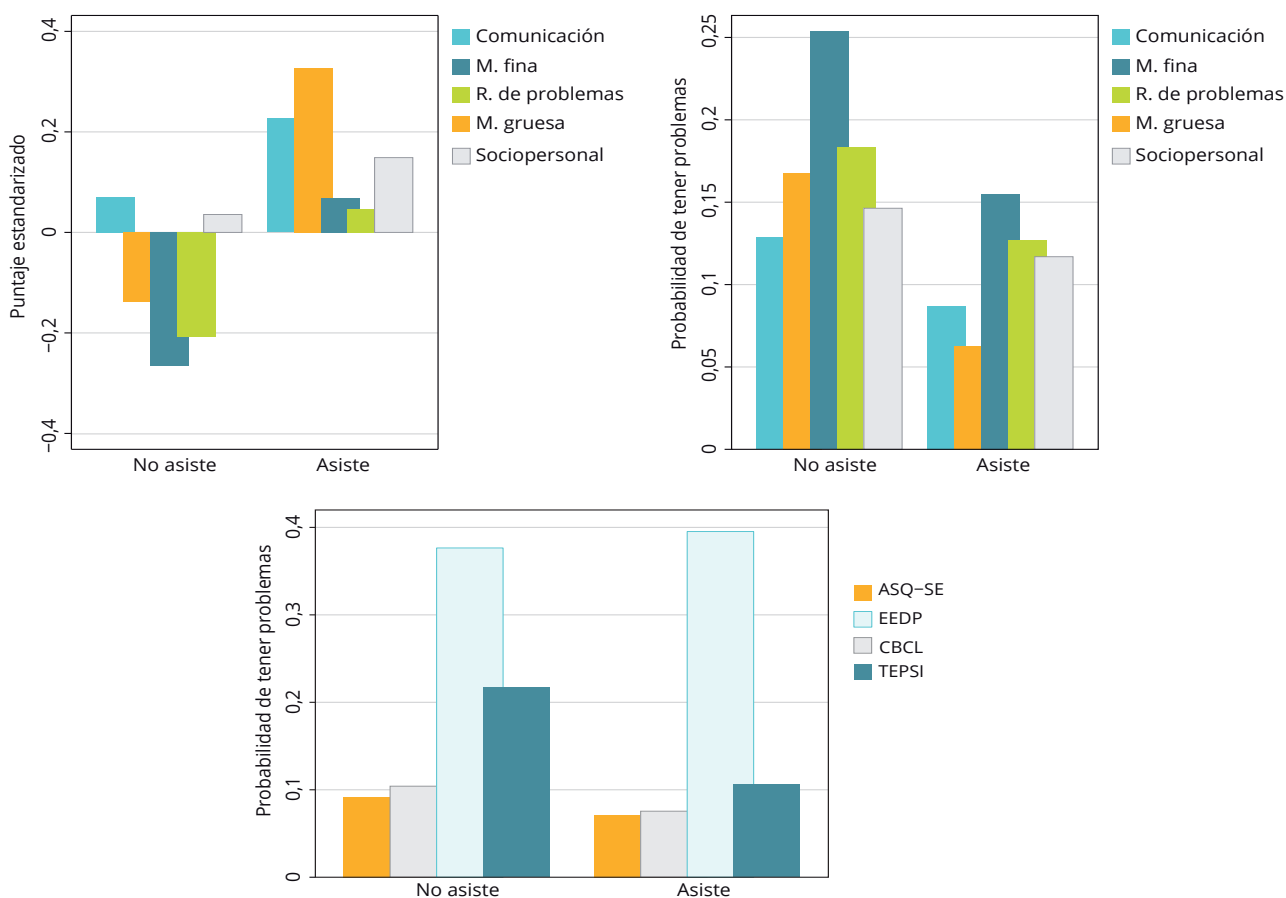 Puntaje estandarizado
0,4
0,2
0
−0,2
−0,4
No asiste
Asiste
Comunicación
M. fina
R. de problemas
M. gruesa
Sociopersonal
Probabilidad de tener problemas
0,25
0,2
0,15
0,1
0,05
0
No asiste
Asiste
Comunicación
M. fina
R. de problemas
M. gruesa
Sociopersonal
Probabilidad de tener problemas
0,4
0,3
0,2
0,1
0
No asiste
Asiste
ASQ−SE
EEDP
CBCL
TEPSI